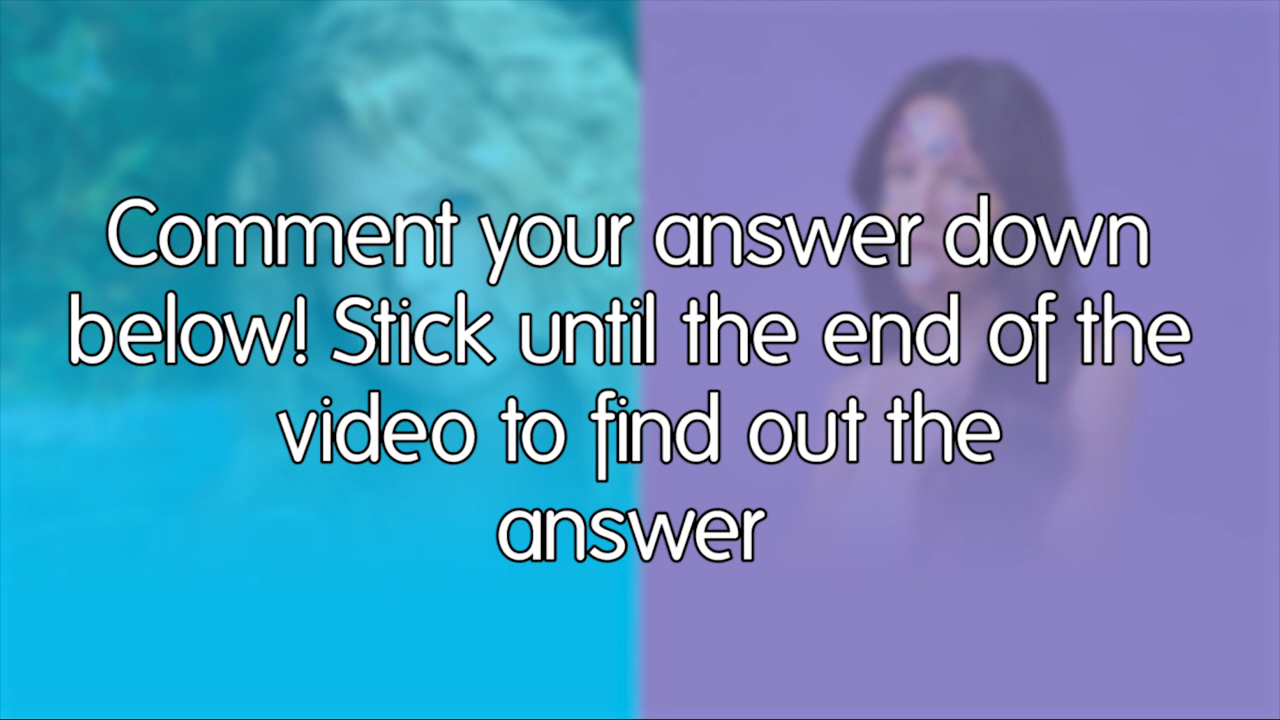 Comment your answer down
below! Stick until the end of the
video to find out the
answer